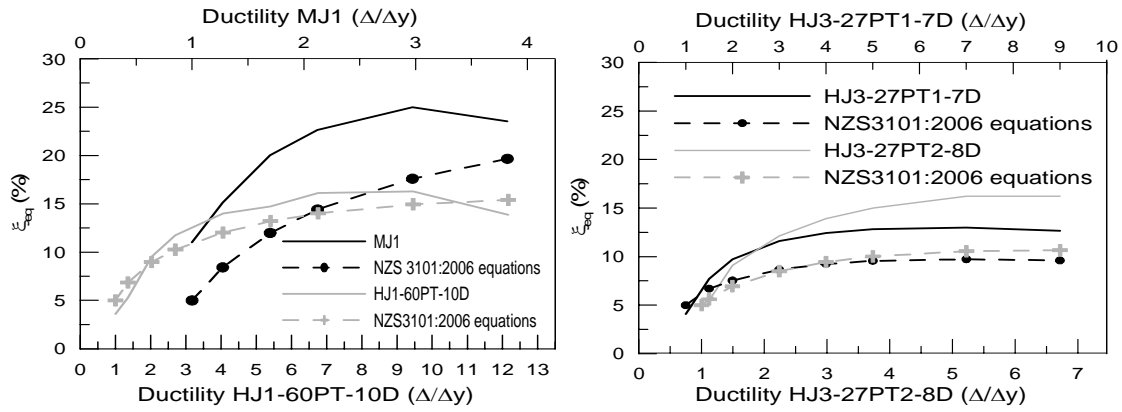 Ductility MJ1 (Δ/Δy)
0 1 2 3 4
30
25
20
15
10
5
0
ξeq (%)
MJ1
NZS 3101:2006 equations
HJ1-60PT-10D
NZS3101:2006 equations
0 1 2 3 4 5 6 7 8 9 10 11 12 13
Ductility HJ1-60PT-10D (Δ/Δy)
Ductility HJ3-27PT1-7D (Δ/Δy)
0 1 2 3 4 5 6 7 8 9 10
30
25
20
15
10
5
0
ξeq (%)
HJ3-27PT1-7D
NZS3101:2006 equations
HJ3-27PT2-8D
NZS3101:2006 equations
0 1 2 3 4 5 6 7
Ductility HJ3-27PT2-8D (Δ/Δy)